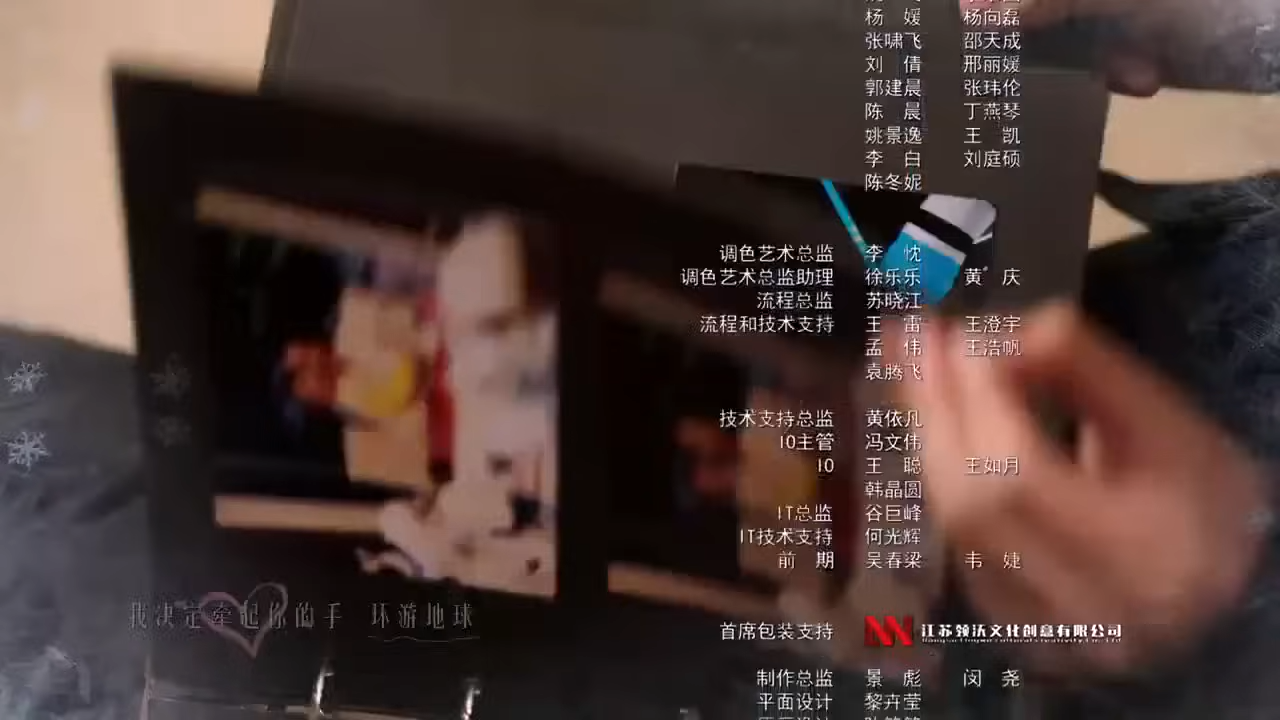 杨 媛 杨向磊
张啸飞 邵天成
刘 倩 邢丽媛
郭建晨 张玮伦
陈 晨 丁燕琴
姚景逸 王 凯
李 白 刘庭硕
陈冬妮
调色艺术总监 李 忱
调色艺术总监助理 徐乐乐 黄 庆
流程总监 苏晓江
流程和技术支持 王 雷 王澄宇
孟 伟 王浩帆
袁腾飞
技术支持总监 黄依凡
IO主管 冯文伟
IO 王 聪 王如月
韩晶圆
IT总监 谷巨峰
IT技术支持 何光辉
前 期 吴春梁 韦 婕
我决定牵起你的手 环游地球
首席包装支持 江苏领沃文化创意有限公司
制作总监 景 彪 闵 尧
平面设计 黎卉莹